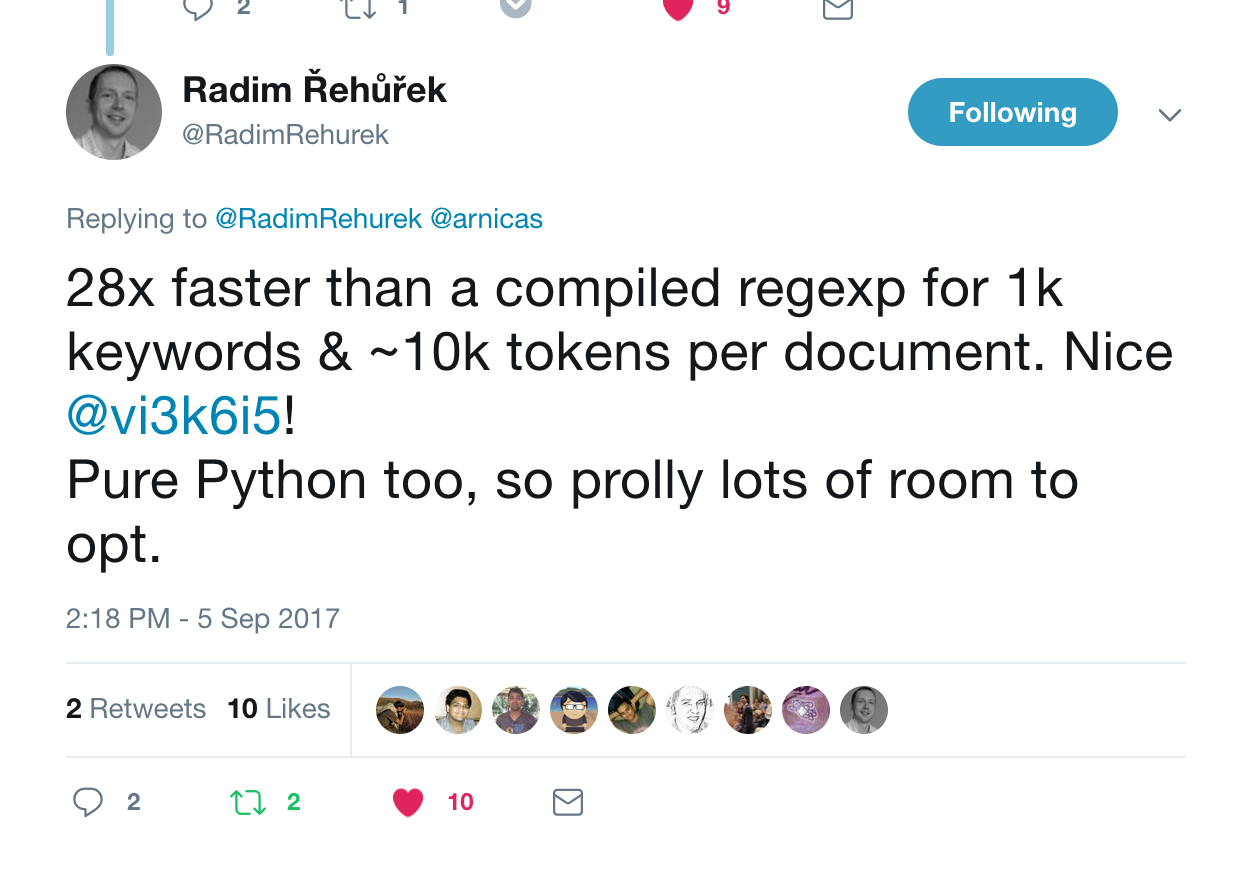 2 1 9
Radim Řehůřek
@RadimRehurek
Following
Replying to @RadimRehurek @arnicas
28x faster than a compiled regexp for 1k
keywords & ~10k tokens per document. Nice
@vi3k6i5!
Pure Python too, so prolly lots of room to
opt.
2:18 PM - 5 Sep 2017
2 Retweets 10 Likes
2 2 10